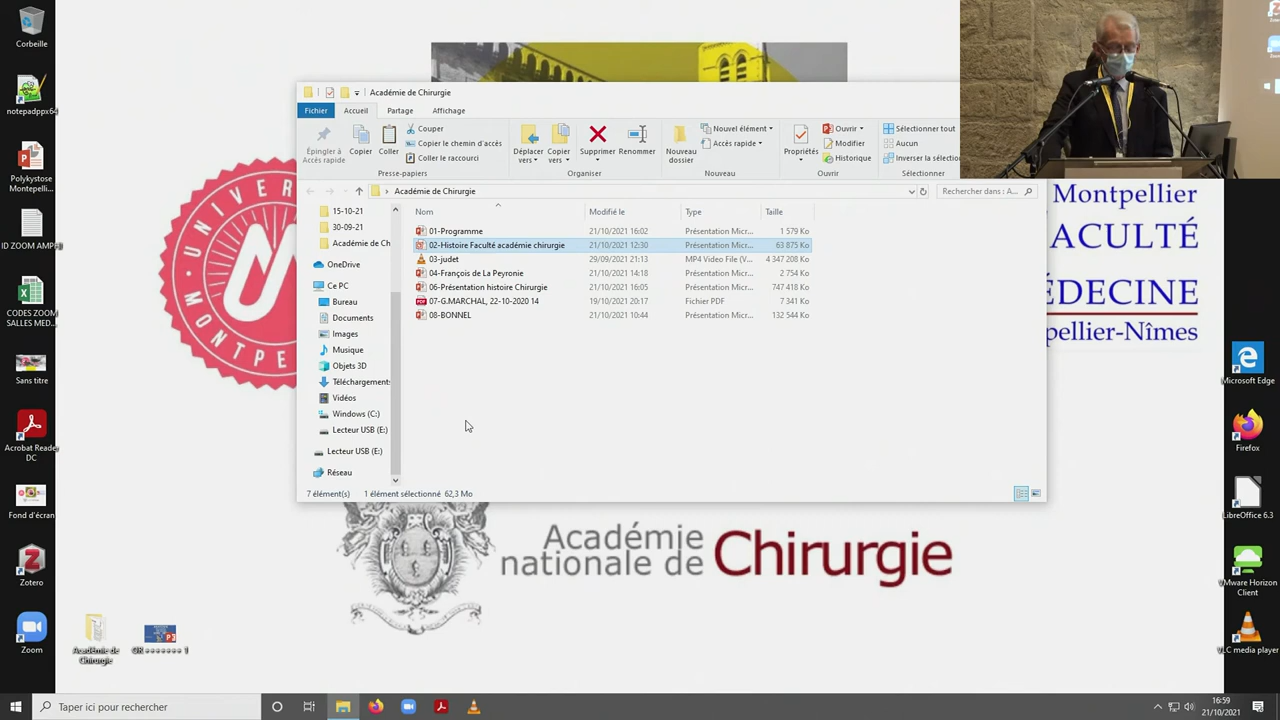 Corbeille
notepadppx64
Polykystose
Montpelli...
ID ZOOM AMPHI
CODES ZOOM
SALLES MED...
Sans titre
Acrobat Reader
DC
Fond d'écran
Zotero
Zoom
Académie de
Chirurgie
Académie de Chirurgie
Fichier
Accueil
Partage
Affichage
Épingler à
Accès rapide
Copier
Coller
Couper
Copier le chemin d'accès
Coller le raccourci
Presse-papiers
Déplacer
vers
Copier
vers
Supprimer
Renommer
Organiser
Nouveau
dossier
Nouvel élément
Accès rapide
Nouveau
Propriétés
Ouvrir
Modifier
Historique
Ouvrir
Sélectionner tout
Aucun
Inverser la sélectio
Académie de Chirurgie
Rechercher dans : A...
15-10-21
30-09-21
Académie de Ch
OneDrive
Ce PC
Bureau
Documents
Images
Musique
Objets 3D
Téléchargement:
Vidéos
Windows (C:)
Lecteur USB (E:)
Lecteur USB (E:)
Réseau
Nom Modifié le Type Taille
01-Programme 21/10/2021 16:02 Présentation Micr... 1 579 Ko
02-Histoire Faculté académie chirurgie 21/10/2021 12:30 Présentation Micr... 63 875 Ko
03-judet 29/09/2021 21:13 MP4 Video File (V... 4 347 208 Ko
04-François de La Peyronie 21/10/2021 14:18 Présentation Micr... 2 754 Ko
06-Présentation histoire Chirurgie 21/10/2021 16:05 Présentation Micr... 747 418 Ko
07-G.MARCHAL, 22-10-2020 14 19/10/2021 20:17 Fichier PDF 7 341 Ko
08-BONNEL 21/10/2021 10:44 Présentation Micr... 132 544 Ko
7 élément(s) 1 élément sélectionné 62,3 Mo
UNIVER
MONTPE
Montpellier
ACULTÉ
ÉDECINE
pellier-Nîmes
Académie
nationale de Chirurgie
Microsoft Edge
Firefox
LibreOffice 6.3
VMware Horizon
Client
VLC media player
Taper ici pour rechercher
16:59
21/10/2021